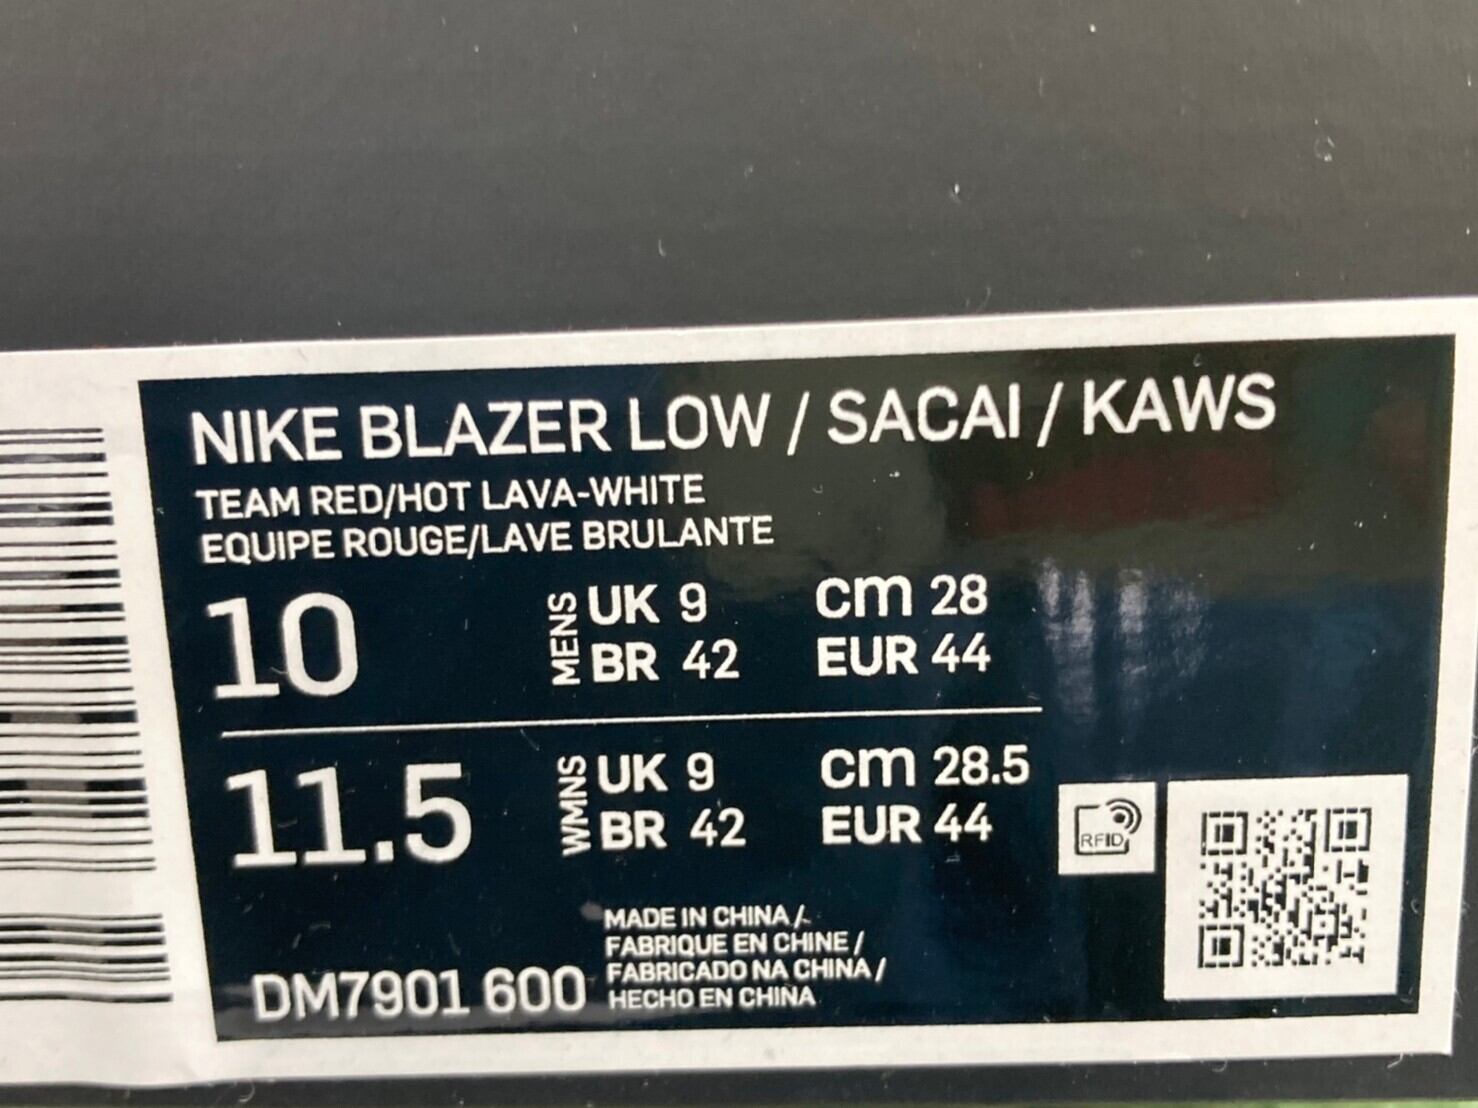 NIKE BLAZER LOW / SACAI / KAWS
TEAM RED/HOT LAVA-WHITE
EQUIPE ROUGE/LAVE BRULANTE
10 MENS UK 9 cm 28
BR 42 EUR 44
11.5 WMNS UK 9 cm 28.5
BR 42 EUR 44
RFID
MADE IN CHINA /
FABRIQUE EN CHINE /
FABRICADO NA CHINA /
HECHO EN CHINA
DM7901 600